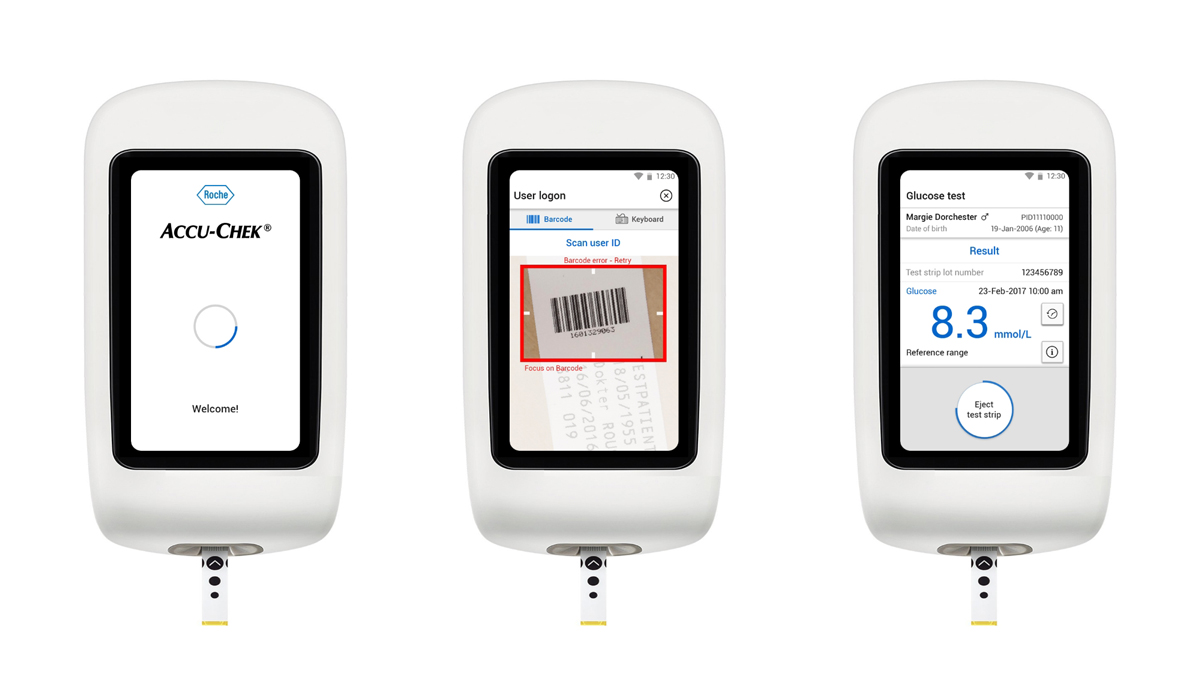 Roche
ACCU-CHEK®
Welcome!
12:30
User logon
Barcode
Keyboard
Scan user ID
Barcode error - Retry
1601329063
Focus on Barcode
ESTPATIENT
8/05/1955
ookter ROU
6/06/2016
811 019
12:30
Glucose test
Margie Dorchester ♂ PID11110000
Date of birth 19-Jan-2006 (Age: 11)
Result
Test strip lot number 123456789
Glucose 23-Feb-2017 10:00 am
8.3 mmol/L
Reference range
Eject
test strip